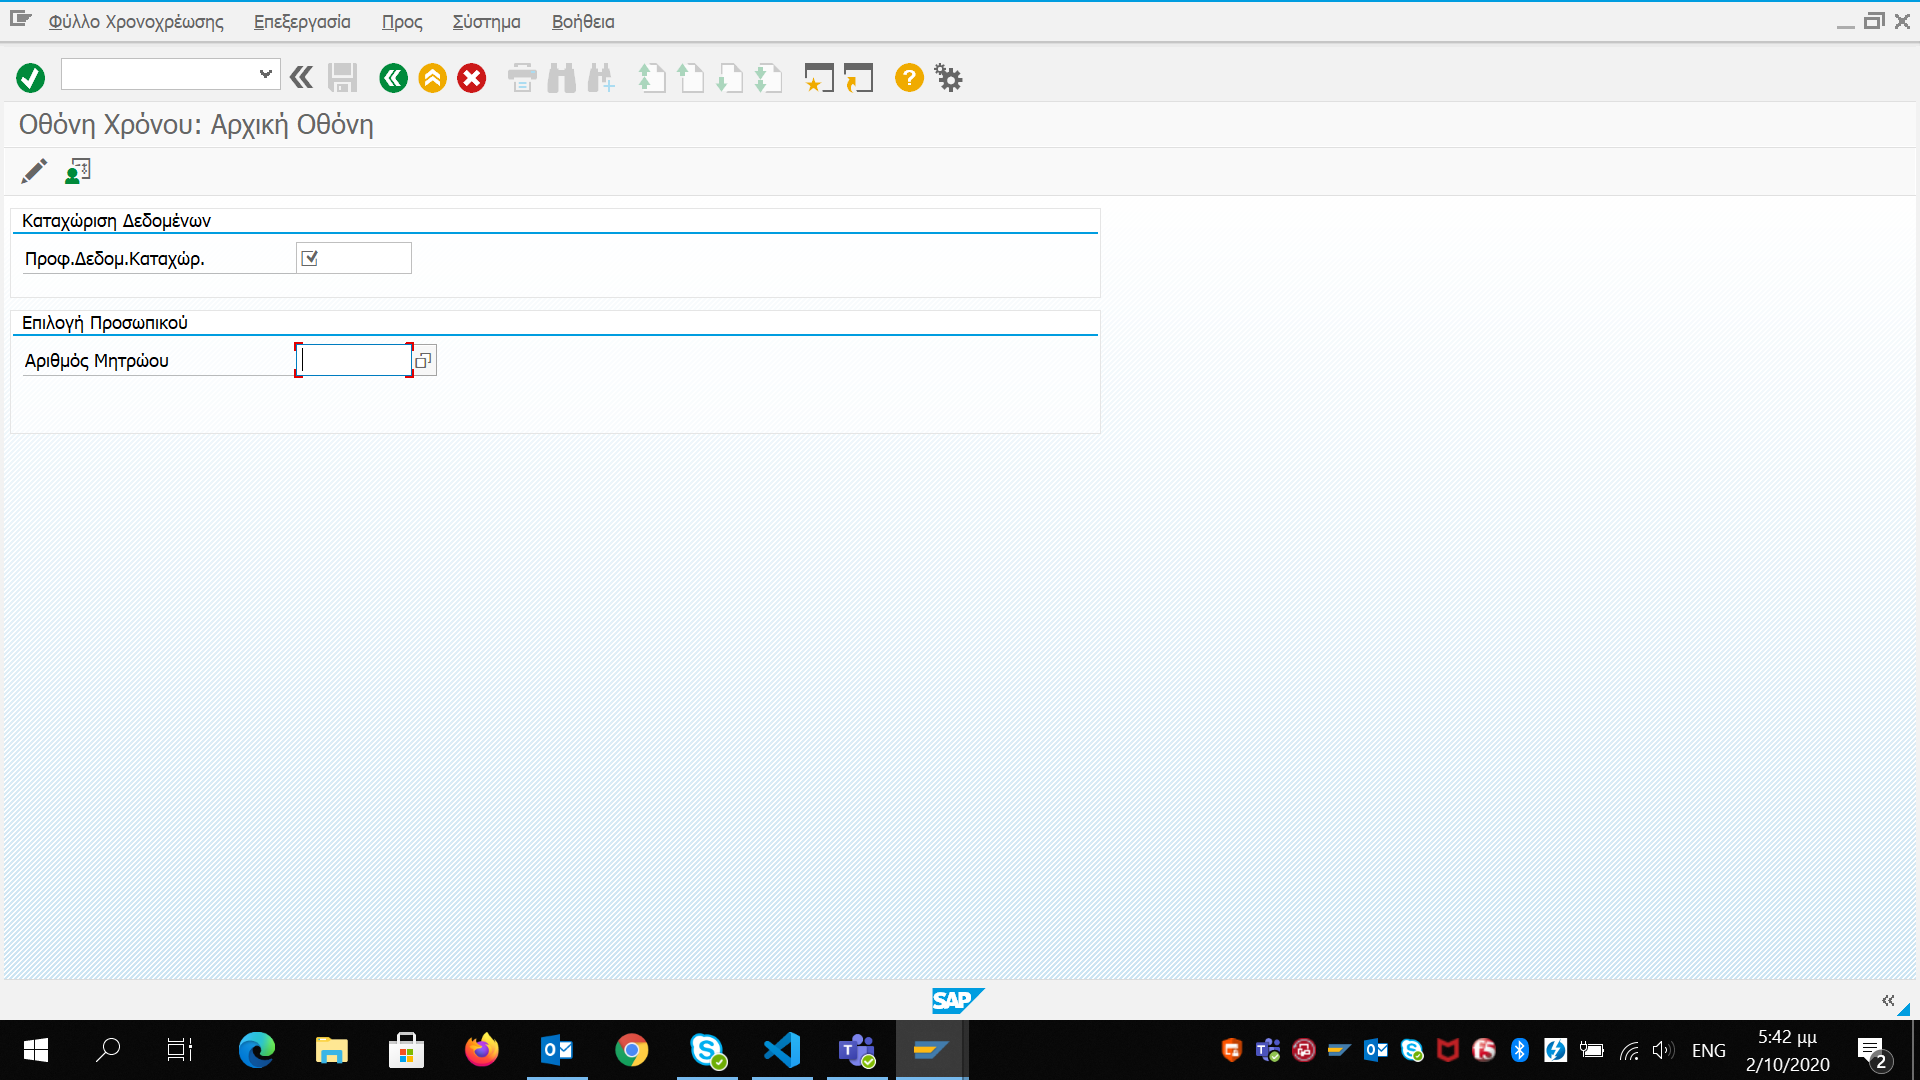 Φύλλο Χρονοχρέωσης Επεξεργασία Προς Σύστημα Βοήθεια
Οθόνη Χρόνου: Αρχική Οθόνη
Καταχώριση Δεδομένων
Προφ.Δεδομ.Καταχώρ.
Επιλογή Προσωπικού
Αριθμός Μητρώου
SAP
ENG
5:42 μμ
2/10/2020
2